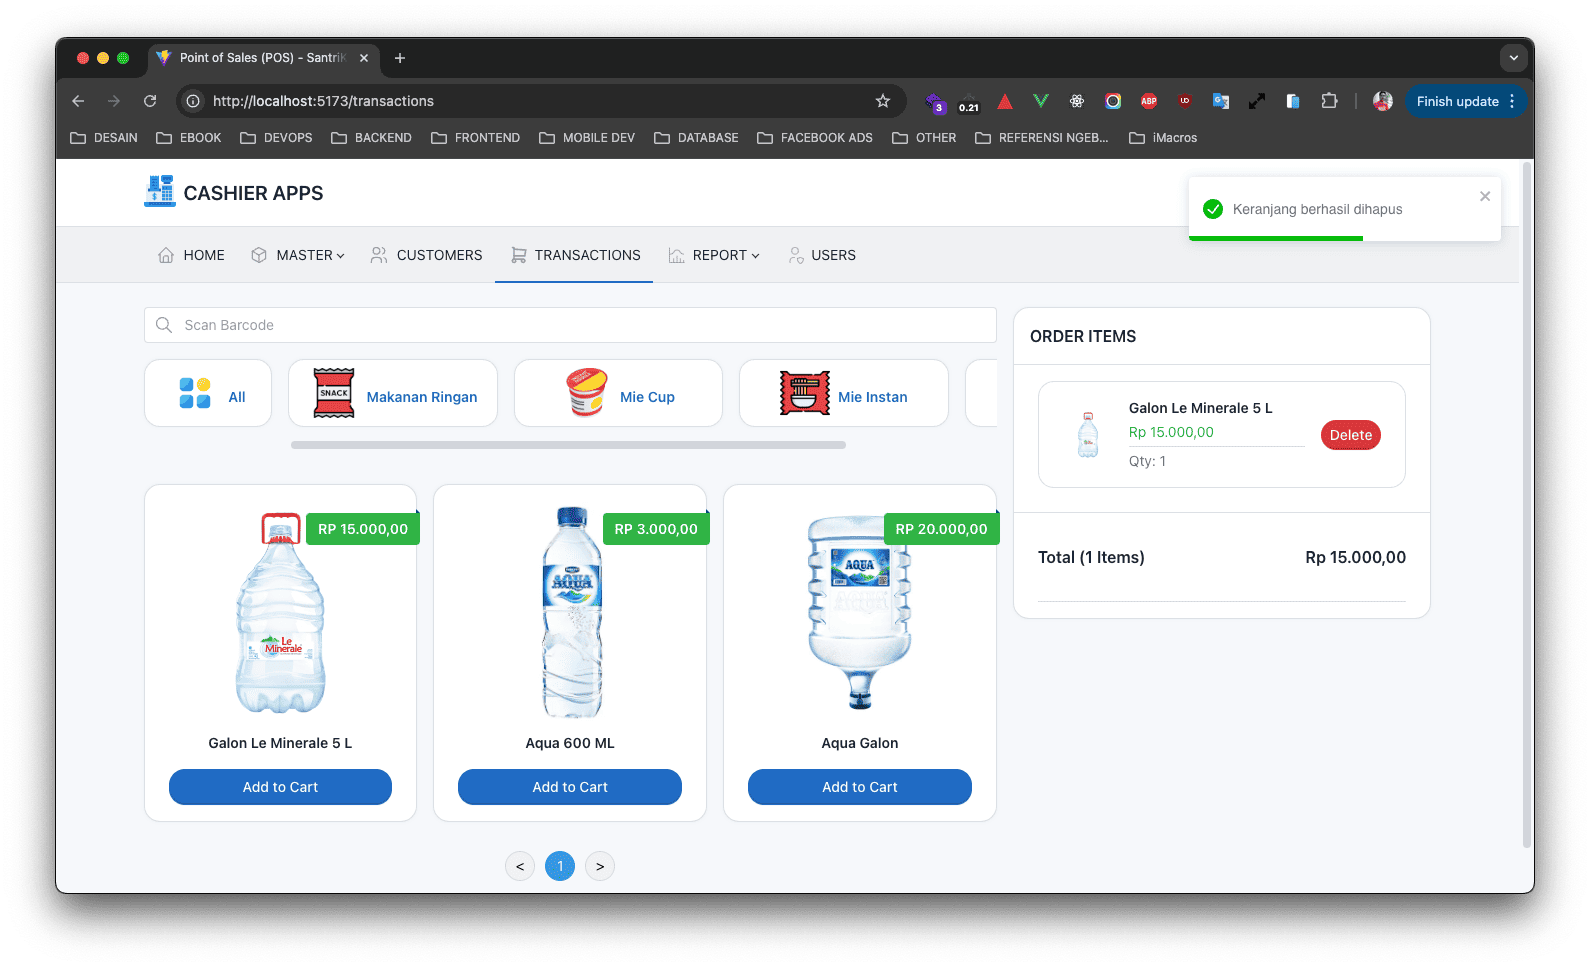 Point of Sales (POS) - Santri
http://localhost:5173/transactions
3
0.21
ABP
UD
Finish update
DESAIN
EBOOK
DEVOPS
BACKEND
FRONTEND
MOBILE DEV
DATABASE
FACEBOOK ADS
OTHER
REFERENSI NGEB...
iMacros
CASHIER APPS
Keranjang berhasil dihapus
HOME
MASTER
CUSTOMERS
TRANSACTIONS
REPORT
USERS
Scan Barcode
All
SNACK
Makanan Ringan
Mie Cup
Mie Instan
RP 15.000,00
Le
Minerale
Galon Le Minerale 5 L
Add to Cart
RP 3.000,00
AQUA
Aqua 600 ML
Add to Cart
RP 20.000,00
AQUA
Aqua Galon
Add to Cart
< 1 >
ORDER ITEMS
Galon Le Minerale 5 L
Rp 15.000,00
Qty: 1
Delete
Total (1 Items)
Rp 15.000,00